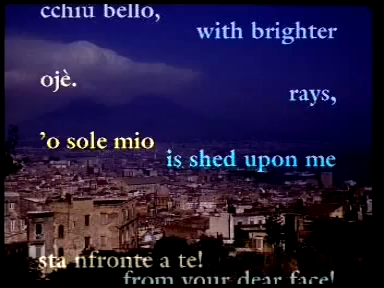 cchiù bello,
with brighter
ojè.
rays,
'o sole mio
is shed upon me
sta nfronte a te!
from your dear face!